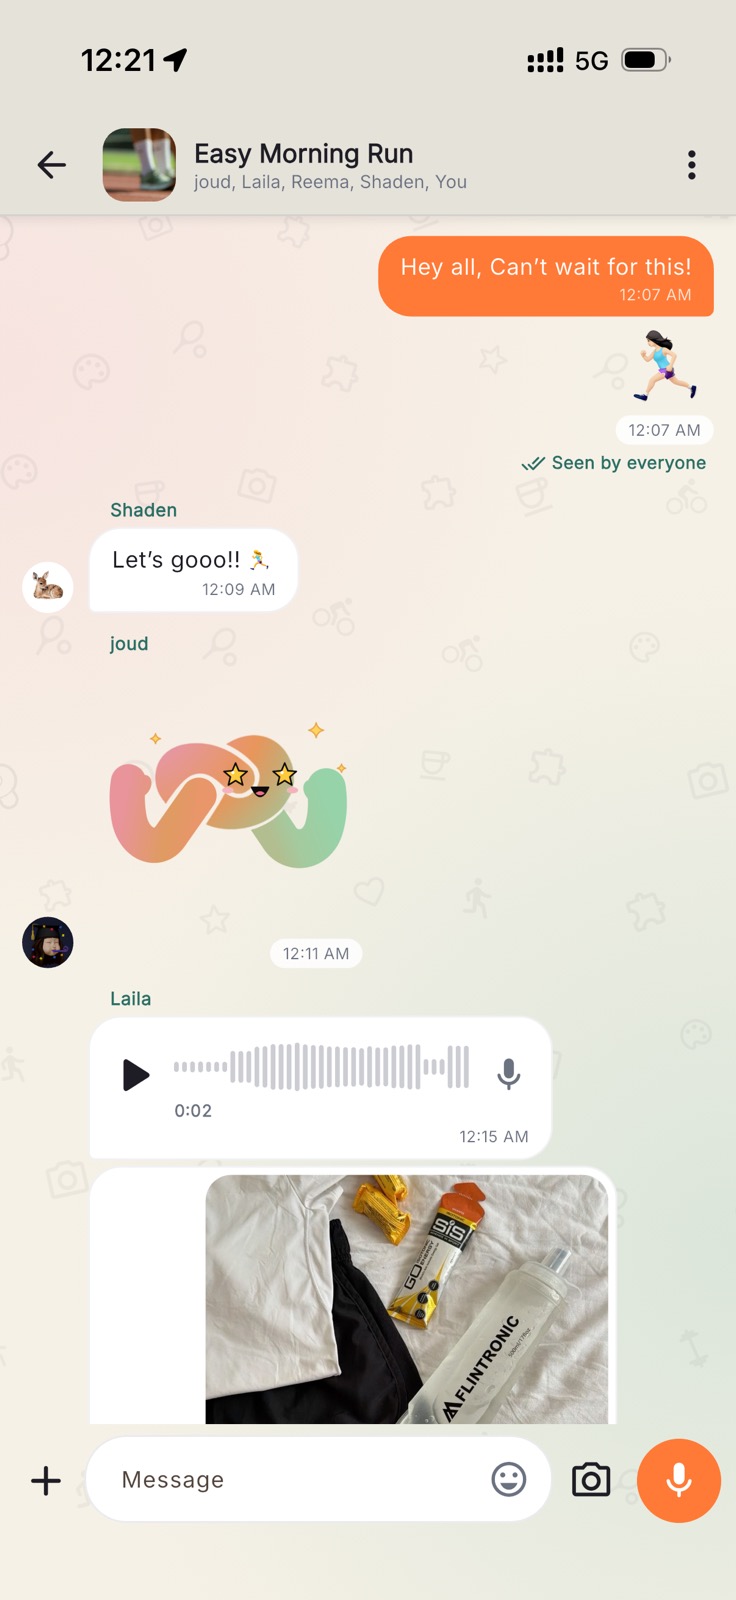 12:21
5G
Easy Morning Run
joud, Laila, Reema, Shaden, You
Hey all, Can’t wait for this!
12:07 AM
12:07 AM
Seen by everyone
Shaden
Let’s gooo!!
12:09 AM
joud
12:11 AM
Laila
0:02
12:15 AM
SiS
GO
ENERGY
FLINTRONIC
Message